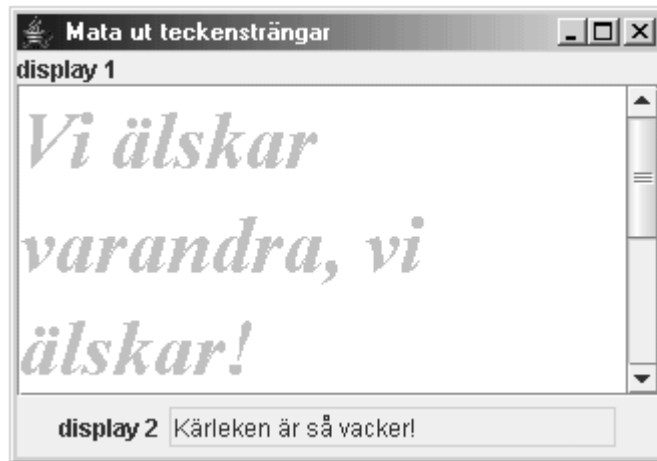 Mata ut teckensträngar
display 1
Vi älskar
varandra, vi
älskar!
display 2 Kärleken är så vacker!